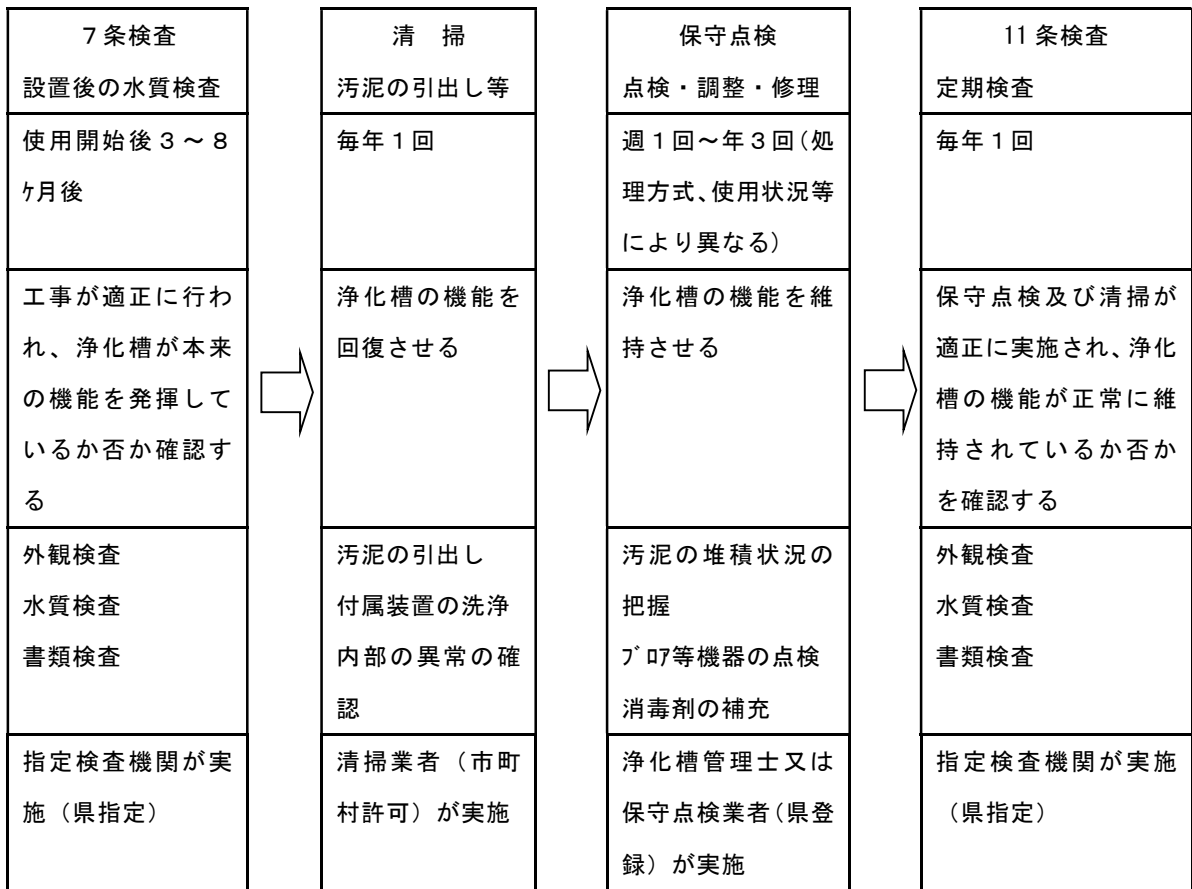 7条検査
設置後の水質検査
使用開始後3～8
ｹ月後
工事が適正に行わ
れ、浄化槽が本来
の機能を発揮して
いるか否か確認す
る
外観検査
水質検査
書類検査
指定検査機関が実
施（県指定）
清　掃
汚泥の引出し等
毎年1回
浄化槽の機能を
回復させる
汚泥の引出し
付属装置の洗浄
内部の異常の確
認
清掃業者（市町
村許可）が実施
保守点検
点検・調整・修理
週1回～年3回（処
理方式、使用状況等
により異なる）
浄化槽の機能を維
持させる
汚泥の堆積状況の
把握
ﾌﾞﾛｱ等機器の点検
消毒剤の補充
浄化槽管理士又は
保守点検業者（県登
録）が実施
11条検査
定期検査
毎年1回
保守点検及び清掃が
適正に実施され、浄化
槽の機能が正常に維
持されているか否か
を確認する
外観検査
水質検査
書類検査
指定検査機関が実施
（県指定）